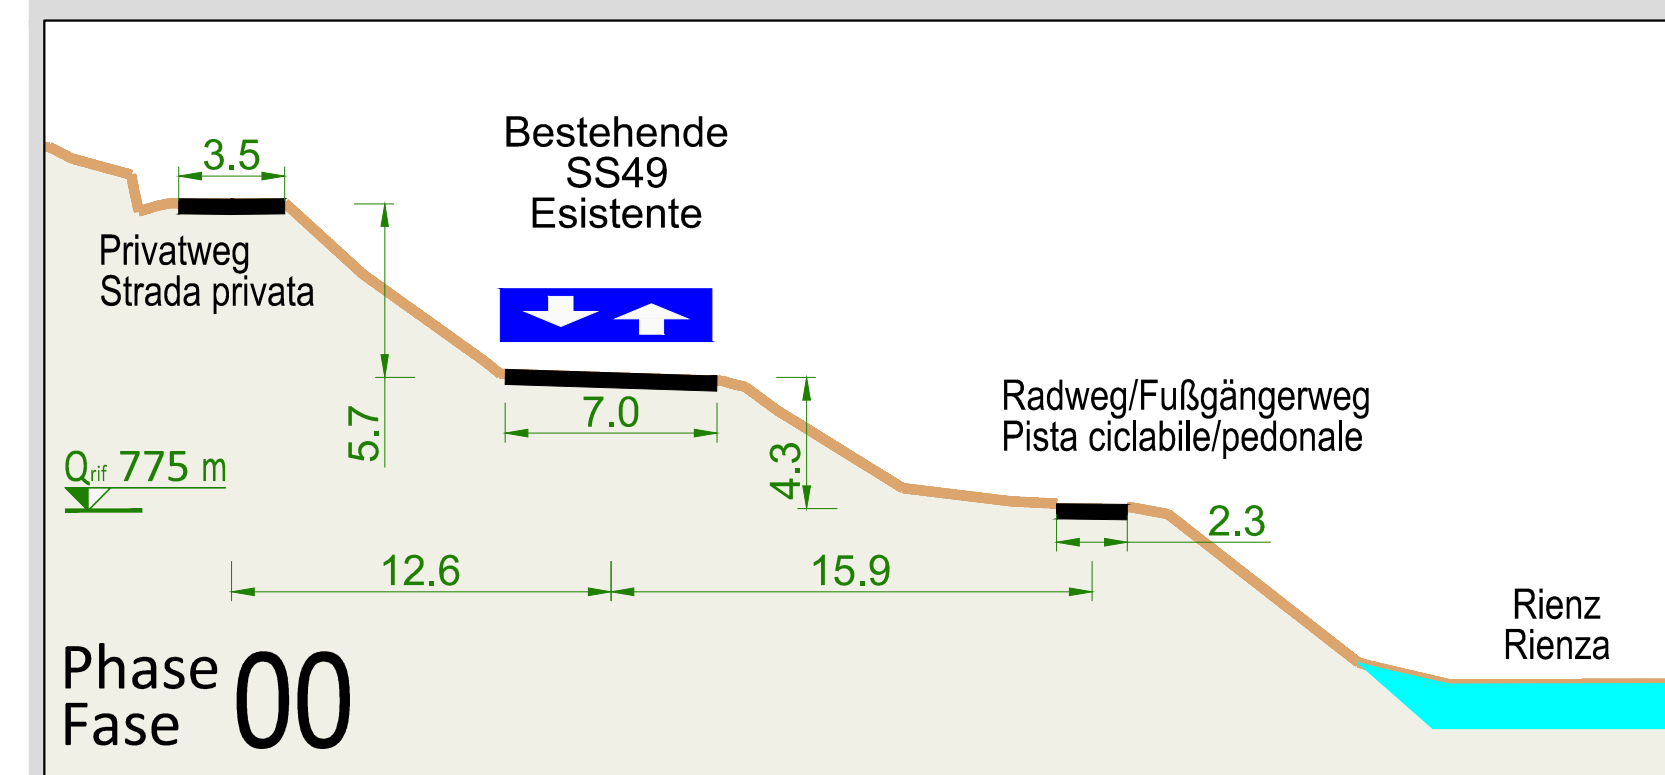 3.5
Bestehende
SS49
Esistente
Privatweg
Strada privata
5.7
7.0
4.3
Radweg/Fußgängerweg
Pista ciclabile/pedonale
Qrif 775 m
2.3
12.6
15.9
Rienz
Rienza
Phase
Fase
00